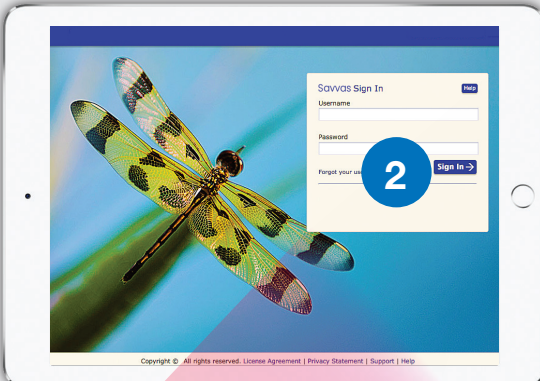 Savvas Sign In
Help
Username
Password
Forgot your
2
Sign In →
Copyright © All rights reserved. License Agreement | Privacy Statement | Support | Help